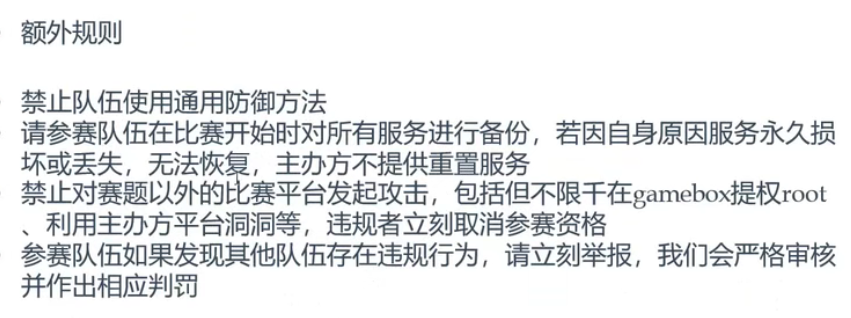 额外规则
禁止队伍使用通用防御方法
请参赛队伍在比赛开始时对所有服务进行备份，若因自身原因服务永久损
坏或丢失，无法恢复，主办方不提供重置服务
禁止对赛题以外的比赛平台发起攻击，包括但不限千在gamebox提权root
、利用主办方平台洞洞等，违规者立刻取消参赛资格
参赛队伍如果发现其他队伍存在违规行为，请立刻举报，我们会严格审核
并作出相应判罚